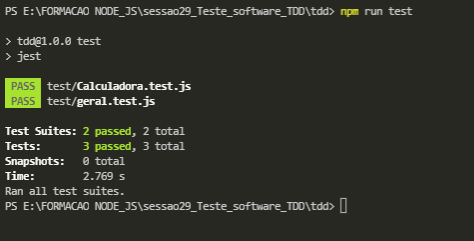 PS E:\FORMACAO NODE_JS\sessao29_Teste_software_TDD\tdd> npm run test
> tdd@1.0.0 test
> jest
PASS test/Calculadora.test.js
PASS test/geral.test.js
Test Suites: 2 passed, 2 total
Tests: 3 passed, 3 total
Snapshots: 0 total
Time: 2.769 s
Ran all test suites.
PS E:\FORMACAO NODE_JS\sessao29_Teste_software_TDD\tdd>